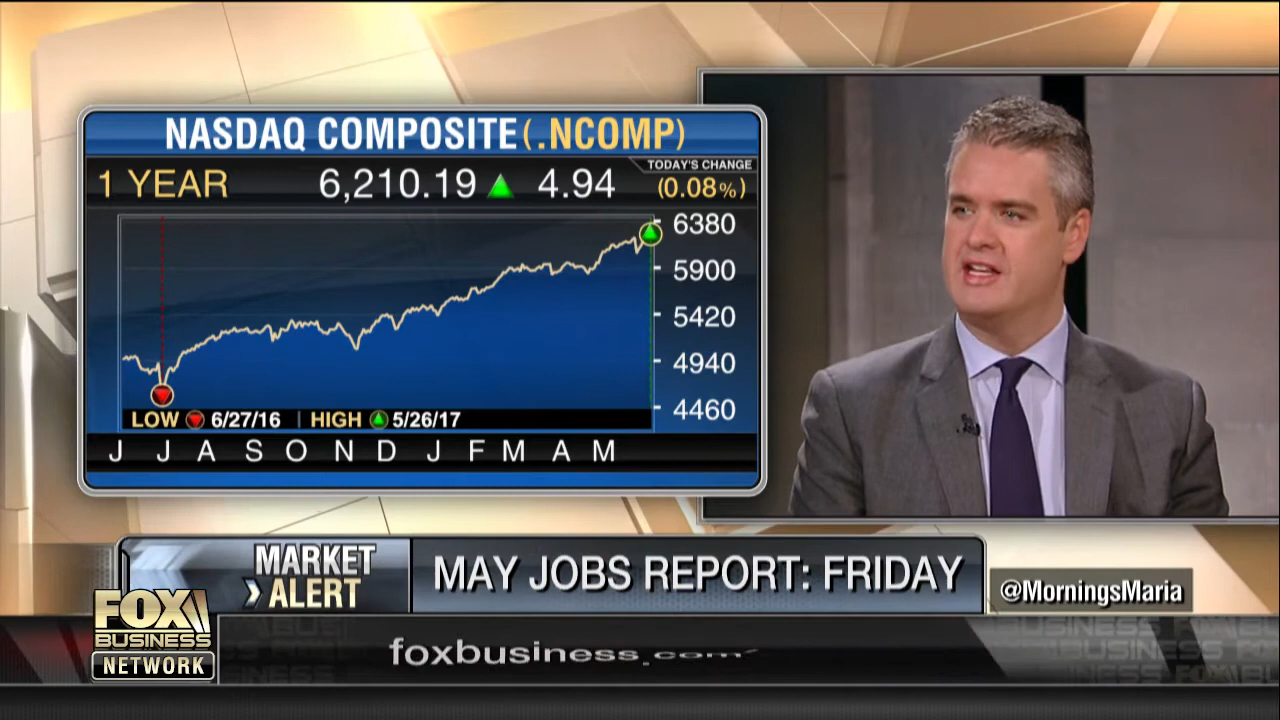 NASDAQ COMPOSITE(.NCOMP)
TODAY'S CHANGE
1 YEAR 6,210.19 4.94 (0.08%)
6380
5900
5420
4940
4460
LOW 6/27/16 | HIGH 5/26/17
J J A S O N D J F M A M
MARKET
ALERT
MAY JOBS REPORT: FRIDAY
@MorningsMaria
FOX
BUSINESS
NETWORK
foxbusiness.com